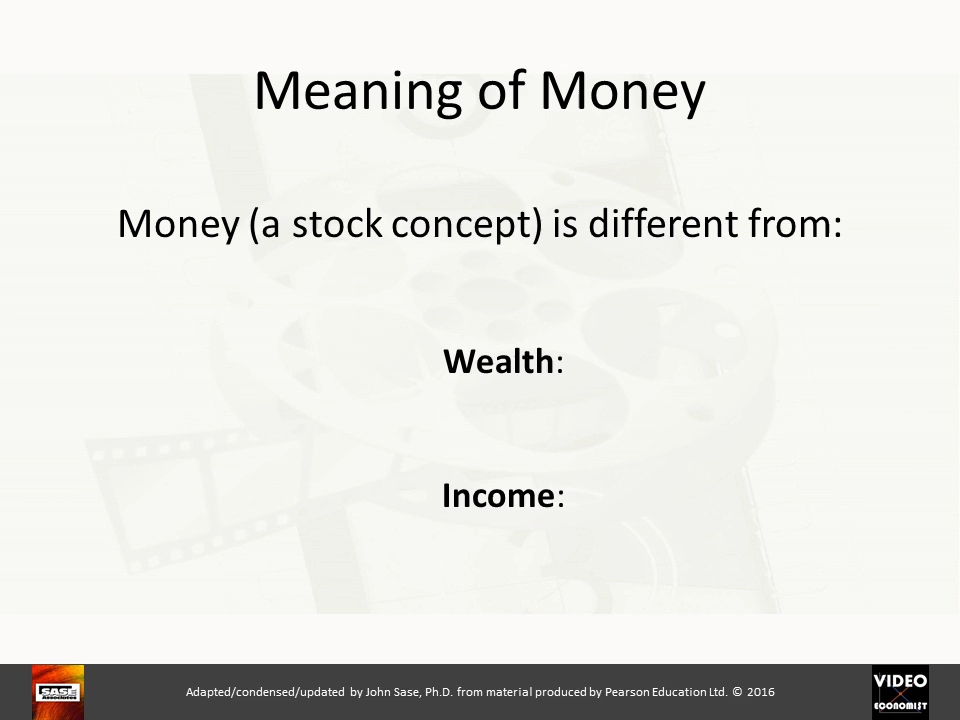 Meaning of Money
Money (a stock concept) is different from:
Wealth:
Income:
SASE
Associates
Adapted/condensed/updated by John Sase, Ph.D. from material produced by Pearson Education Ltd. © 2016
VIDEO
ECONOMIST